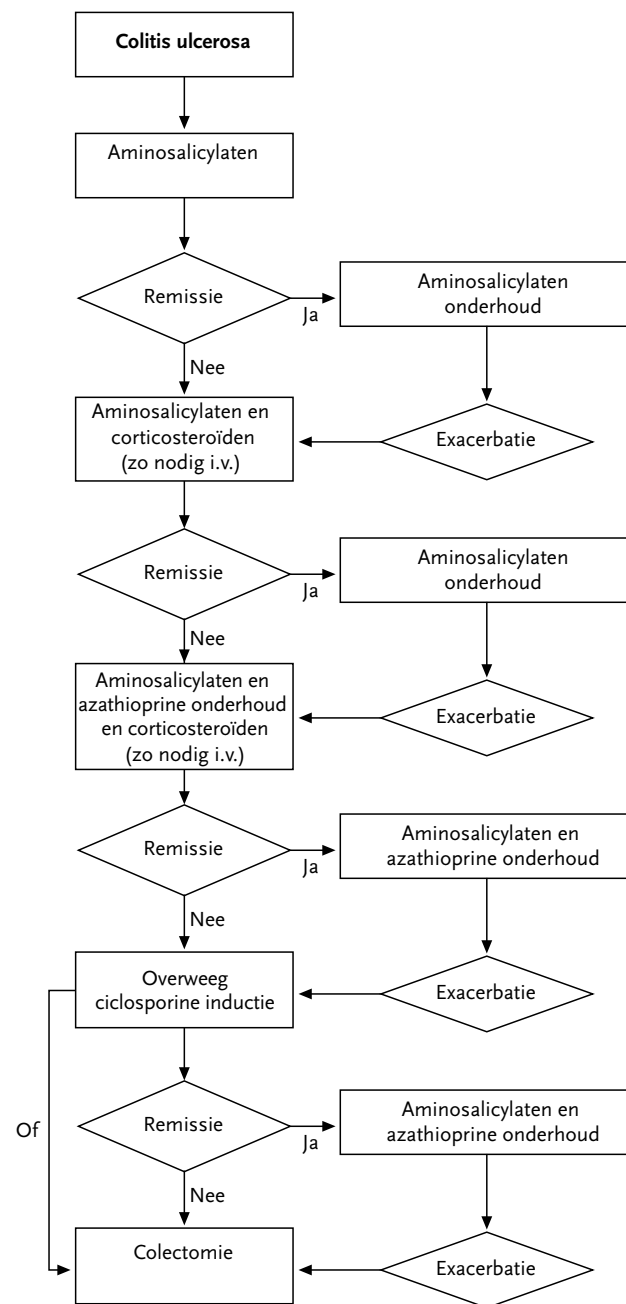 Colitis ulcerosa
Aminosalicylaten
Remissie
Ja
Aminosalicylaten
onderhoud
Nee
Aminosalicylaten en
corticosteroïden
(zo nodig i.v.)
Exacerbatie
Remissie
Ja
Aminosalicylaten
onderhoud
Nee
Aminosalicylaten en
azathioprine onderhoud
en corticosteroïden
(zo nodig i.v.)
Exacerbatie
Remissie
Ja
Aminosalicylaten en
azathioprine onderhoud
Nee
Overweeg
ciclosporine inductie
Exacerbatie
Of
Remissie
Ja
Aminosalicylaten en
azathioprine onderhoud
Nee
Colectomie
Exacerbatie